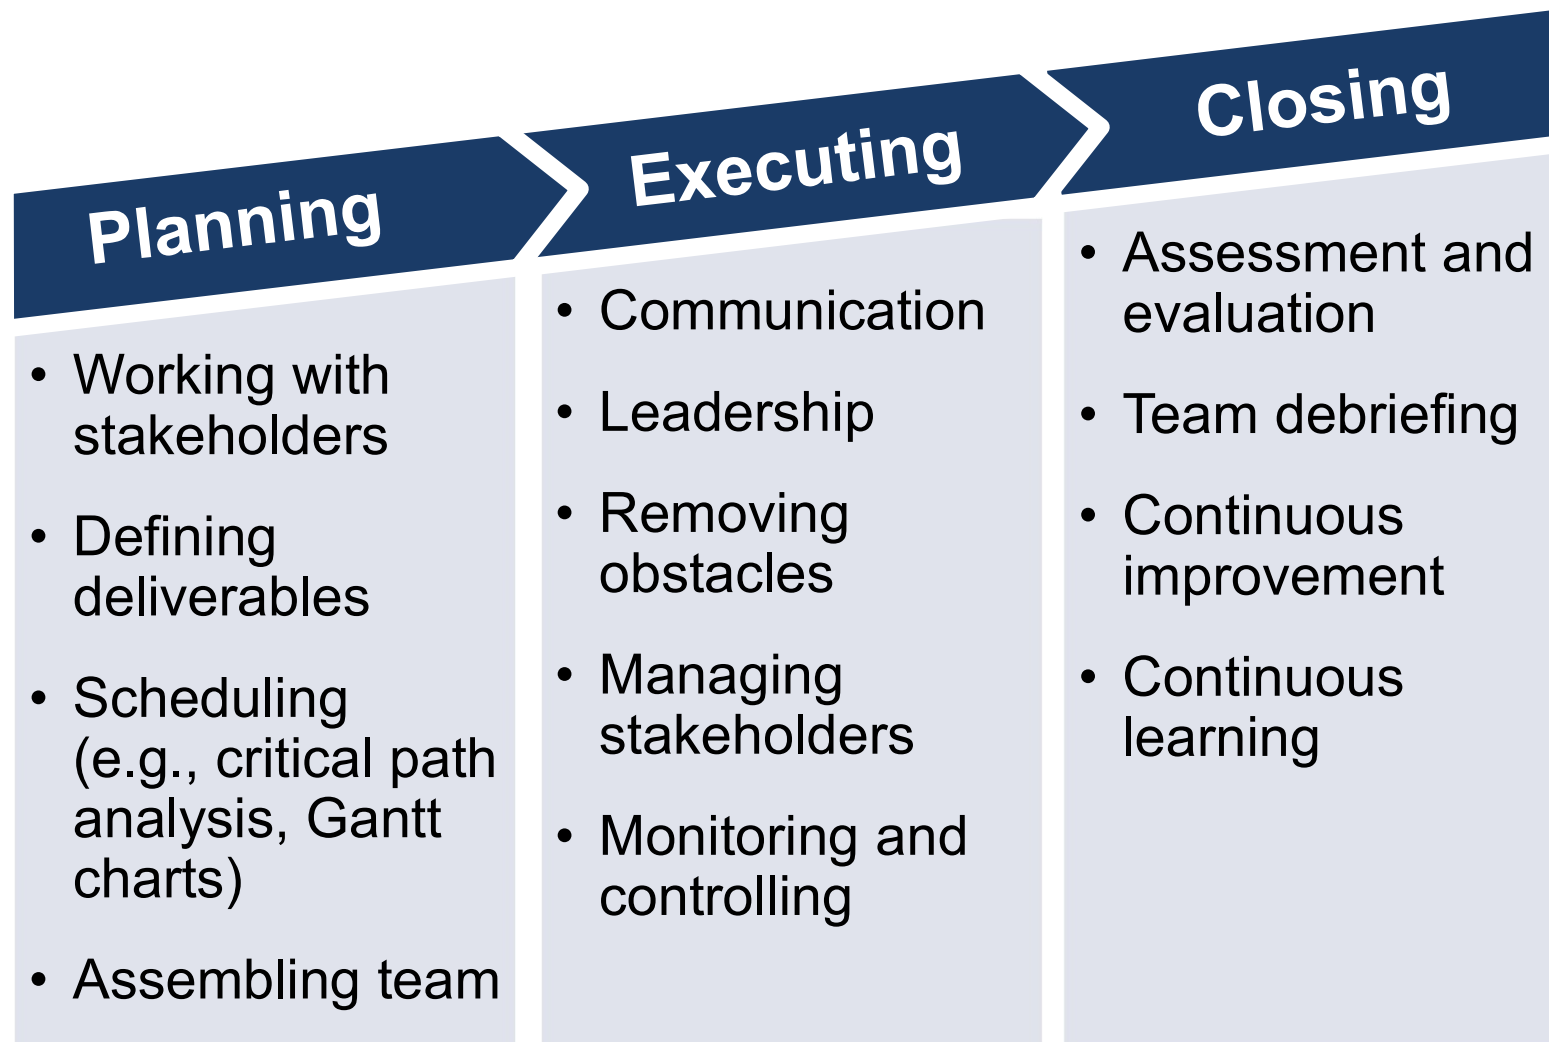 Planning
• Working with
stakeholders
• Defining
deliverables
• Scheduling
(e.g., critical path
analysis, Gantt
charts)
• Assembling team
Executing
• Communication
• Leadership
• Removing
obstacles
• Managing
stakeholders
• Monitoring and
controlling
Closing
• Assessment and
evaluation
• Team debriefing
• Continuous
improvement
• Continuous
learning